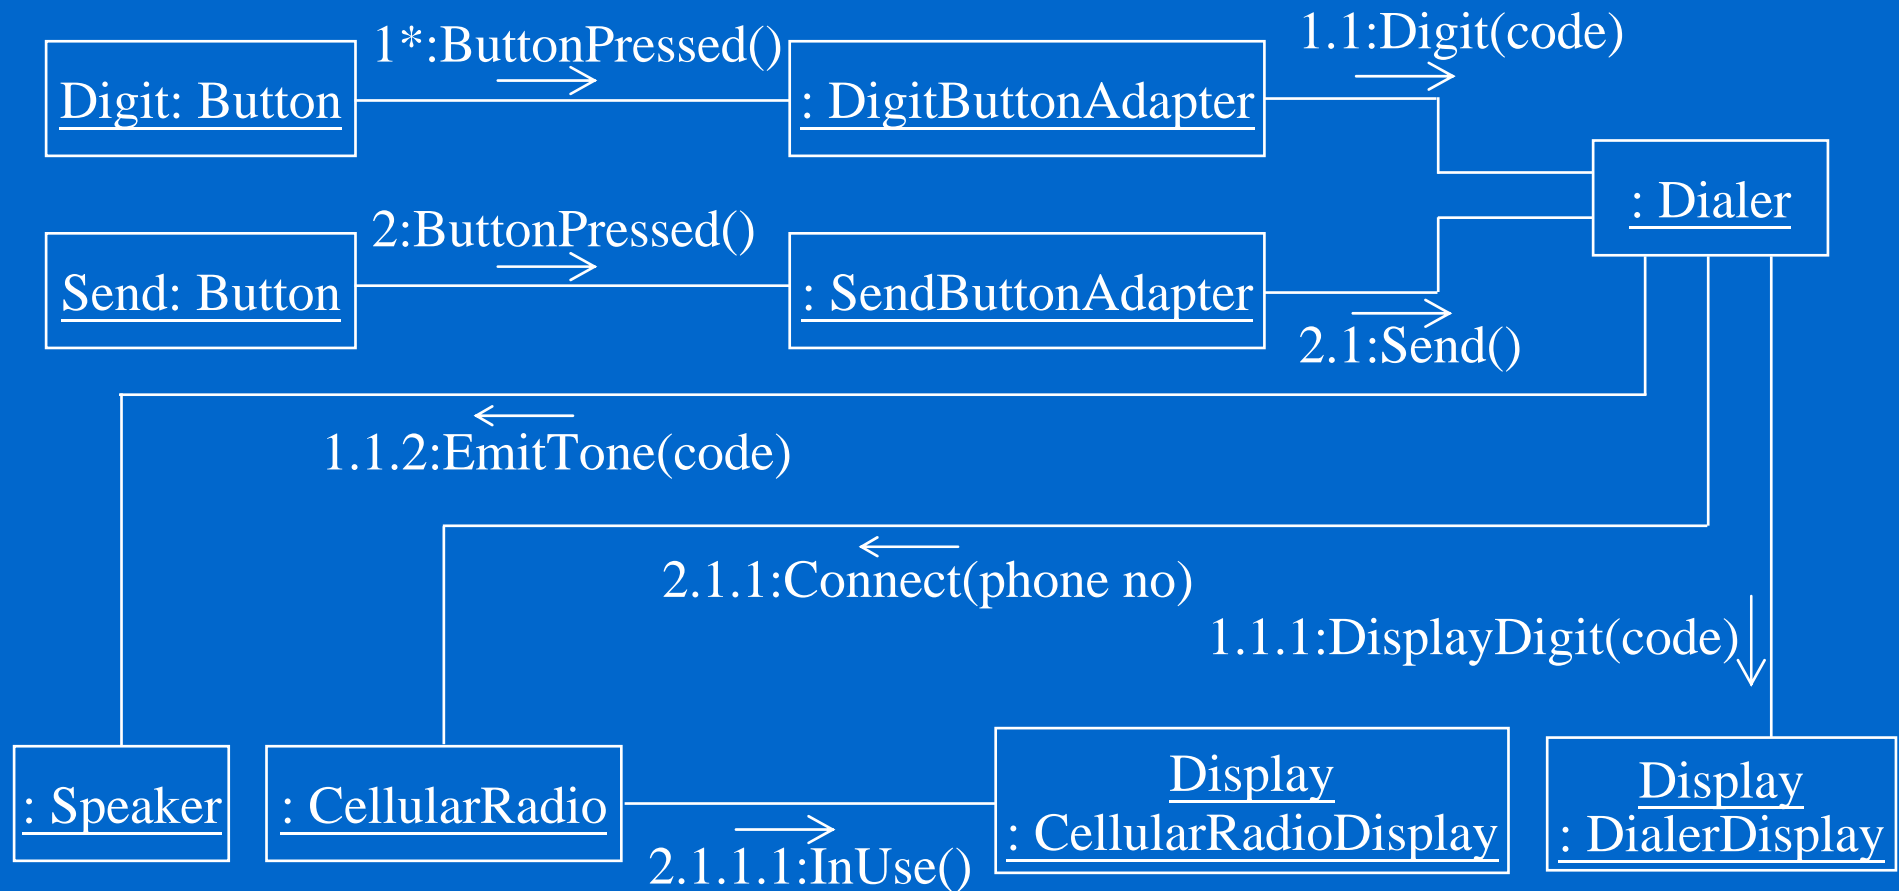 1*:ButtonPressed()
1.1:Digit(code)
Digit: Button
: DigitButtonAdapter
: Dialer
2:ButtonPressed()
Send: Button
: SendButtonAdapter
2.1:Send()
1.1.2:EmitTone(code)
2.1.1:Connect(phone no)
1.1.1:DisplayDigit(code)
: Speaker
: CellularRadio
Display
: CellularRadioDisplay
Display
: DialerDisplay
2.1.1.1:InUse()